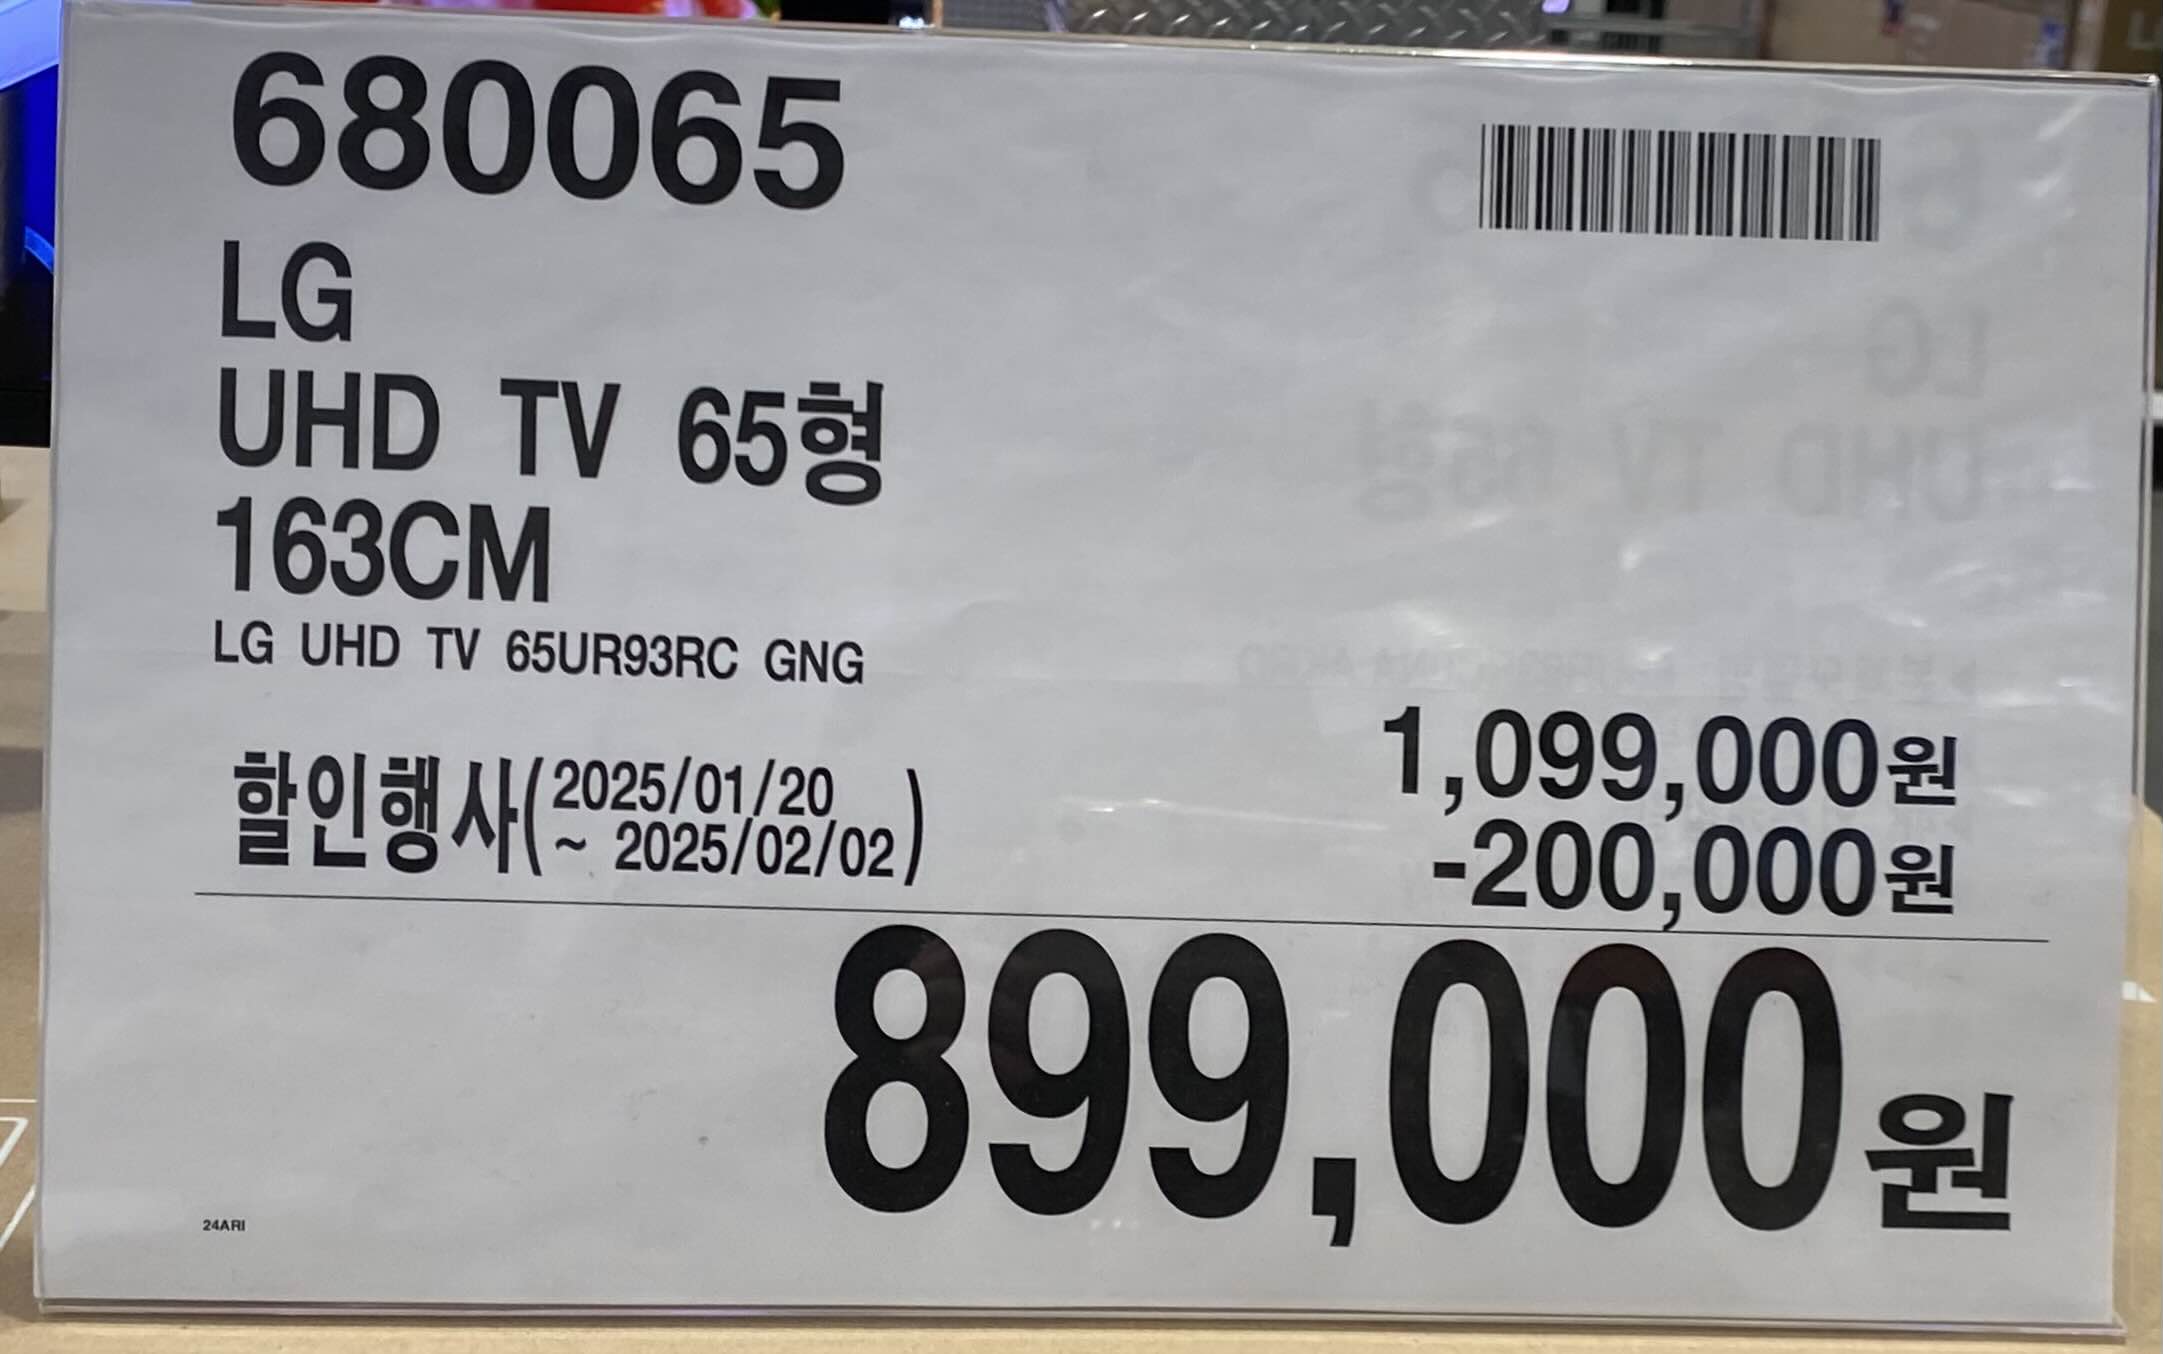 680065
LG
UHD TV 65형
163CM
LG UHD TV 65UR93RC GNG
1,099,000원
할인행사(2025/01/20 ~ 2025/02/02) -200,000원
899,000원
24ARI